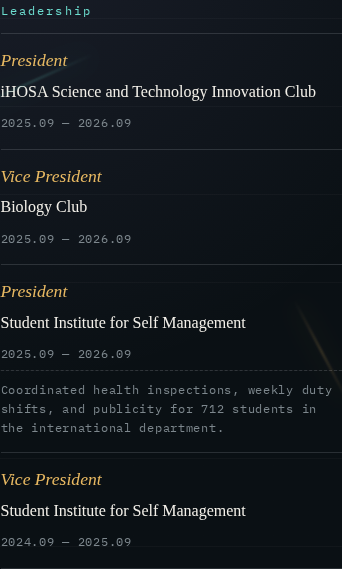 Leadership
President
iHOSA Science and Technology Innovation Club
2025.09 — 2026.09
Vice President
Biology Club
2025.09 — 2026.09
President
Student Institute for Self Management
2025.09 — 2026.09
Coordinated health inspections, weekly duty
shifts, and publicity for 712 students in
the international department.
Vice President
Student Institute for Self Management
2024.09 — 2025.09